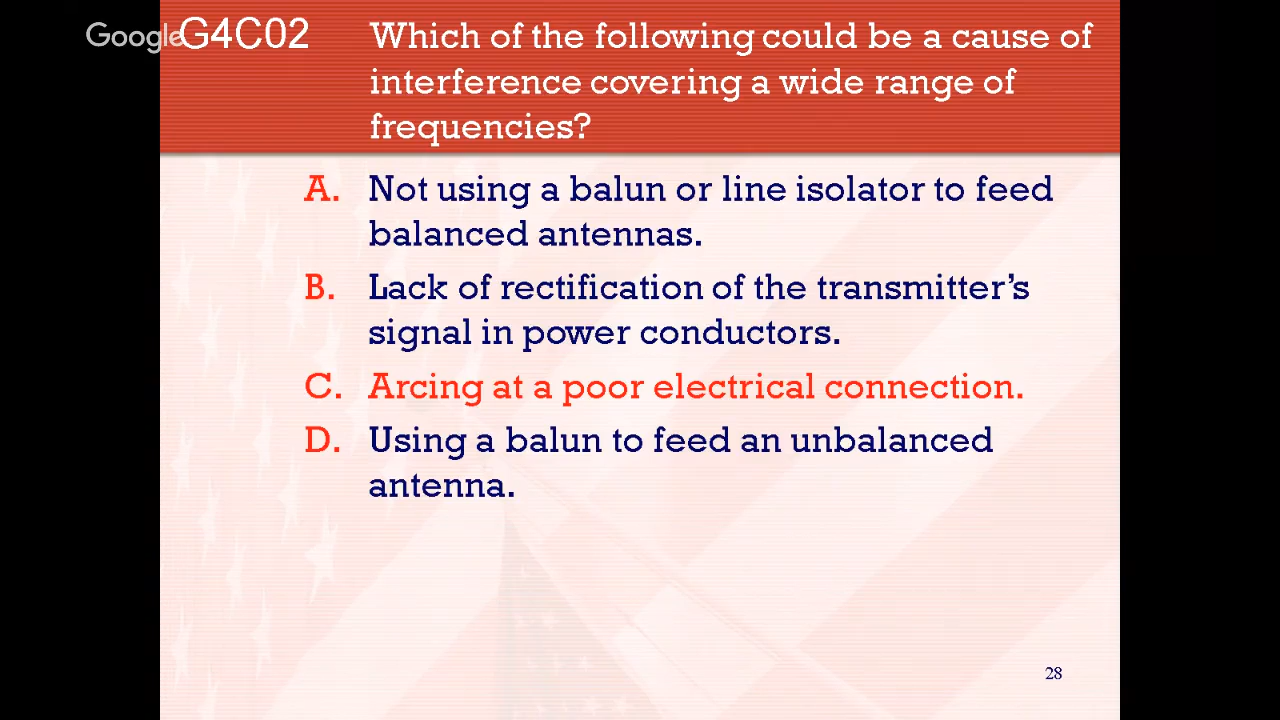 Google
G4C02
Which of the following could be a cause of
interference covering a wide range of
frequencies?
A. Not using a balun or line isolator to feed
balanced antennas.
B. Lack of rectification of the transmitter’s
signal in power conductors.
C. Arcing at a poor electrical connection.
D. Using a balun to feed an unbalanced
antenna.
28